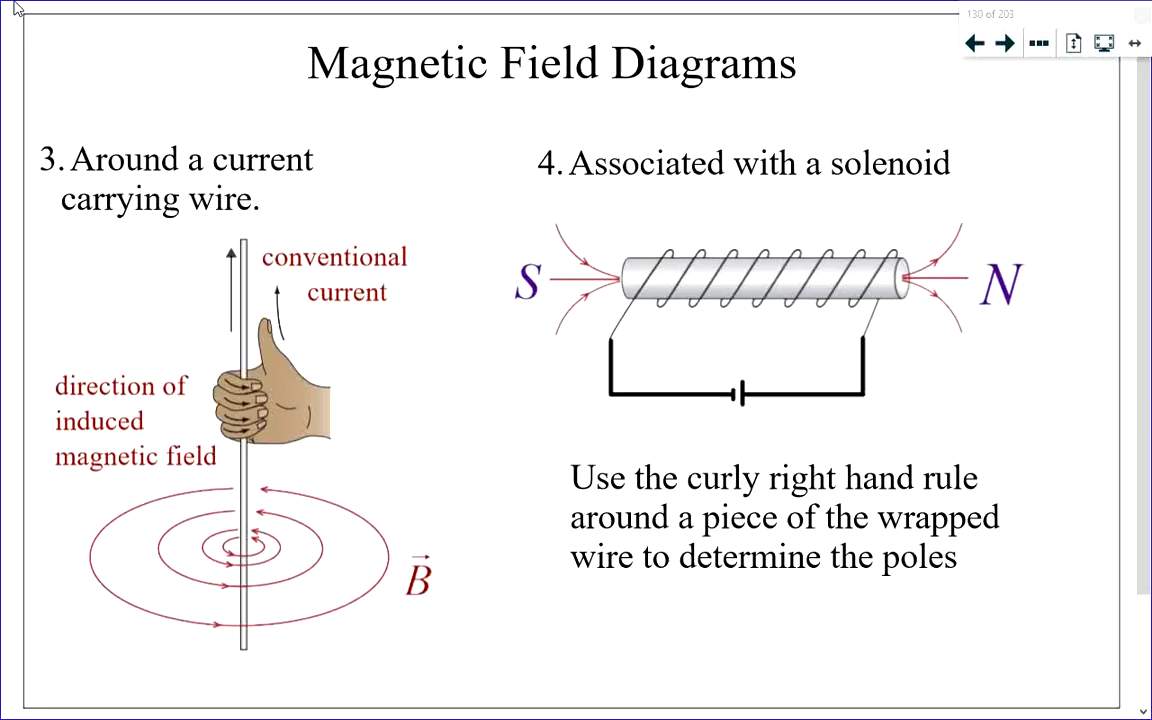 130 of 203
Magnetic Field Diagrams
3. Around a current
carrying wire.
conventional
current
direction of
induced
magnetic field
B
4. Associated with a solenoid
S
N
Use the curly right hand rule
around a piece of the wrapped
wire to determine the poles